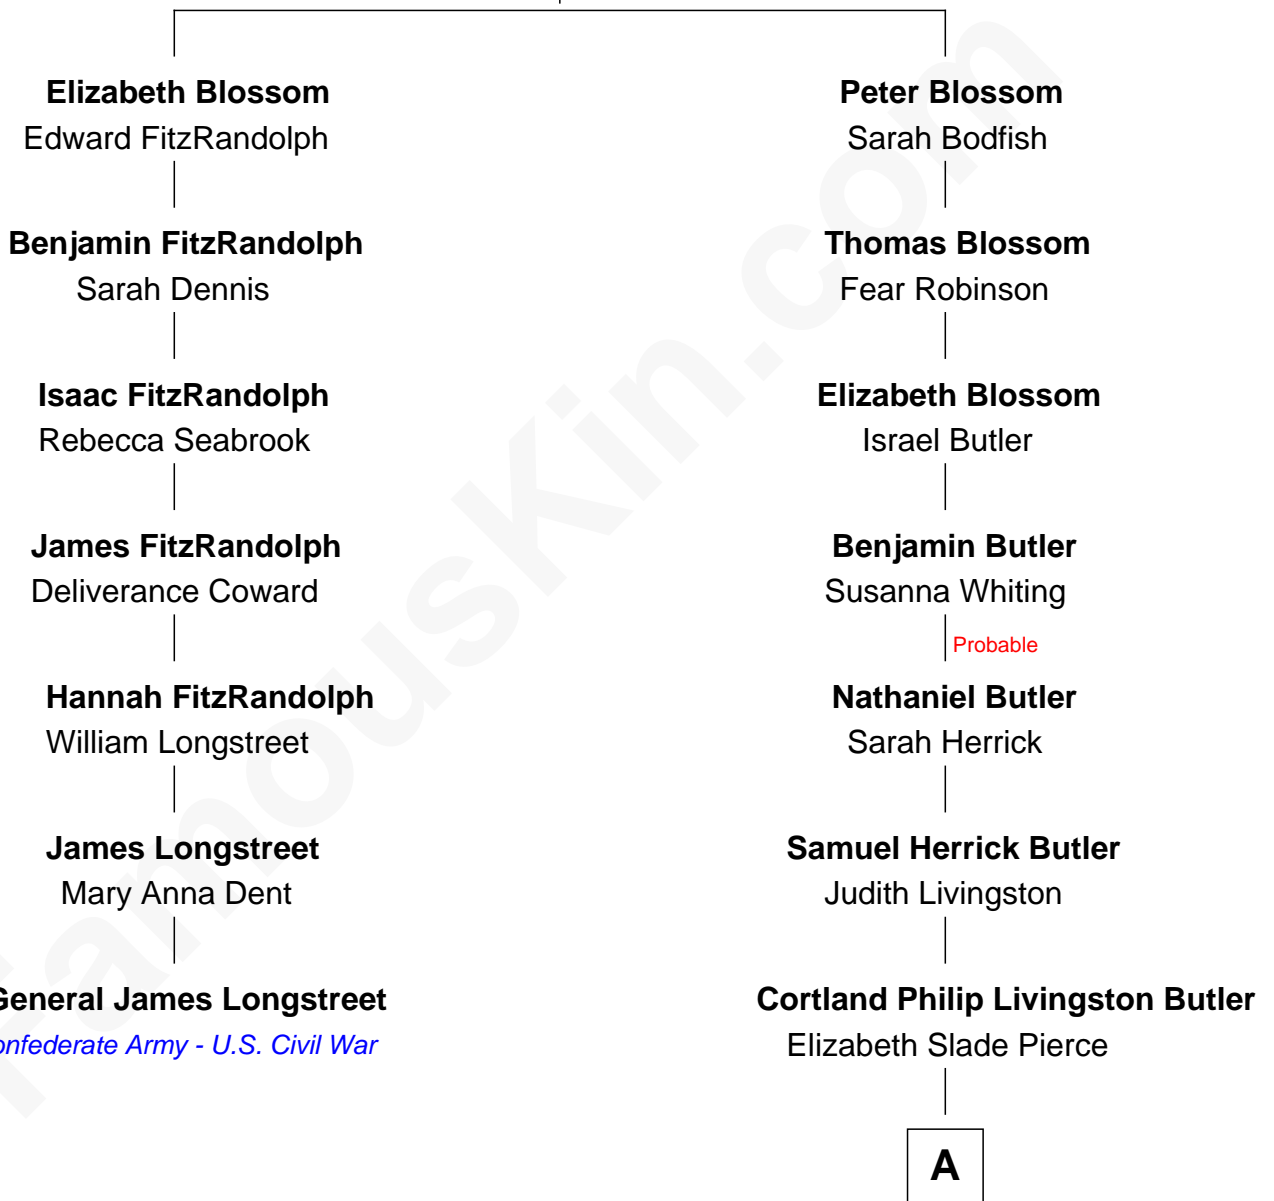 Elizabeth Blossom
Edward FitzRandolph
Benjamin FitzRandolph
Sarah Dennis
Isaac FitzRandolph
Rebecca Seabrook
James FitzRandolph
Deliverance Coward
Hannah FitzRandolph
William Longstreet
James Longstreet
Mary Anna Dent
General James Longstreet
onfederate Army - U.S. Civil War
Peter Blossom
Sarah Bodfish
Thomas Blossom
Fear Robinson
Elizabeth Blossom
Israel Butler
Benjamin Butler
Susanna Whiting
Probable
Nathaniel Butler
Sarah Herrick
Samuel Herrick Butler
Judith Livingston
Cortland Philip Livingston Butler
Elizabeth Slade Pierce
A
FamousKin.com